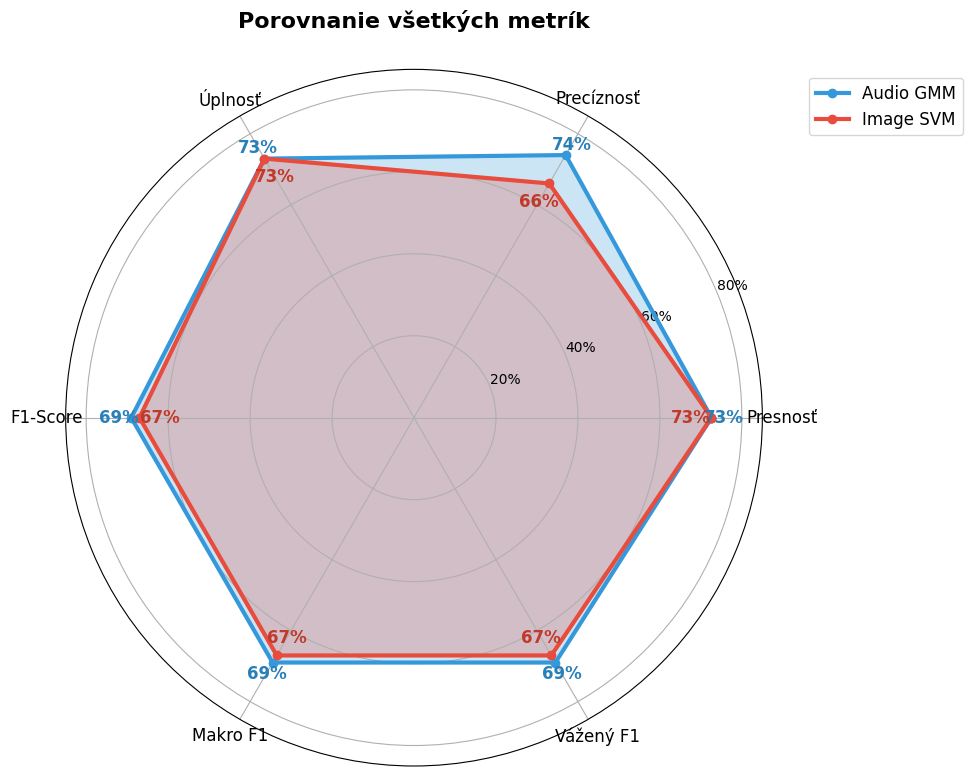 Porovnanie všetkých metrík
Audio GMM
Image SVM
Úplnosť
Precíznosť
73%
74%
73%
66%
80%
60%
40%
20%
F1-Score
69%
67%
73%
73%
Presnosť
67%
67%
69%
69%
Makro F1
Vážený F1